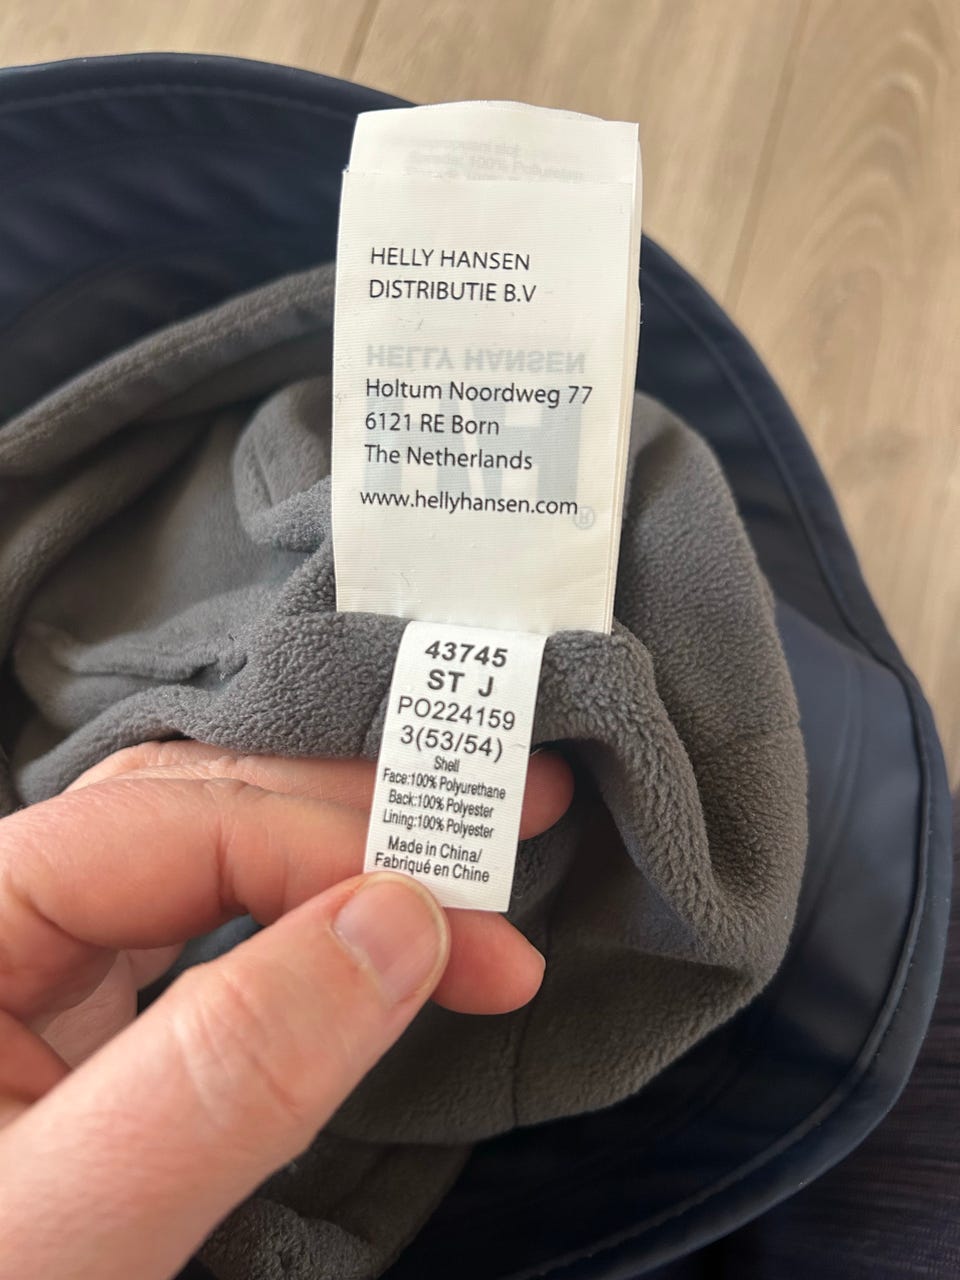 HELLY HANSEN
DISTRIBUTIE B.V
HELLY HANSEN
Holtum Noordweg 77
6121 RE Born
The Netherlands
www.hellyhansen.com
®
43745
ST J
PO224159
3(53/54)
Shell
Face:100% Polyurethane
Back:100% Polyester
Lining:100% Polyester
Made in China/
Fabriqué en Chine